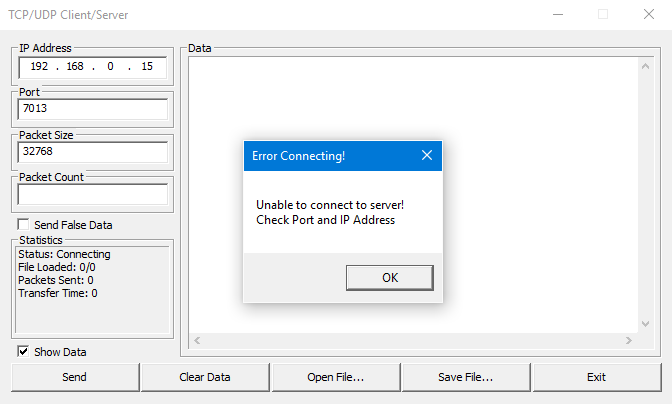 TCP/UDP Client/Server
IP Address
192 . 168 . 0 . 15
Port
7013
Packet Size
32768
Packet Count
Send False Data
Statistics
Status: Connecting
File Loaded: 0/0
Packets Sent: 0
Transfer Time: 0
Show Data
Data
Error Connecting!
Unable to connect to server!
Check Port and IP Address
OK
Send
Clear Data
Open File...
Save File...
Exit